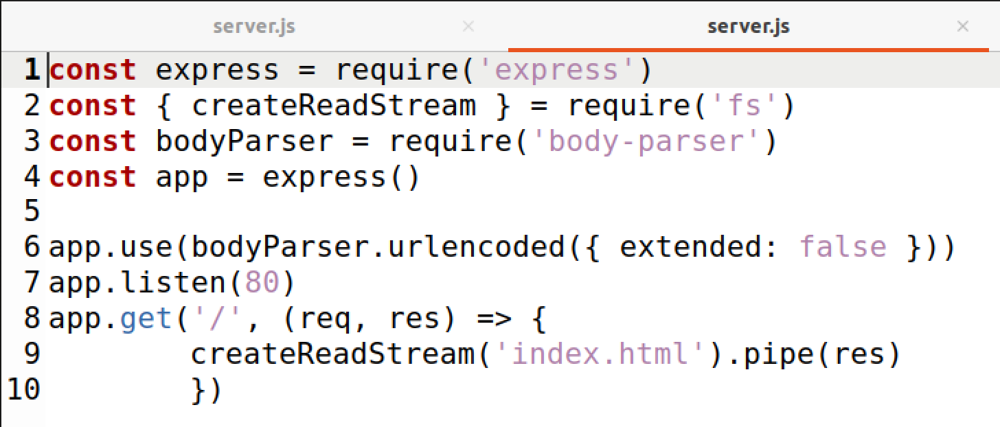 server.js × server.js ×
1 const express = require('express')
2 const { createReadStream } = require('fs')
3 const bodyParser = require('body-parser')
4 const app = express()
5
6 app.use(bodyParser.urlencoded({ extended: false }))
7 app.listen(80)
8 app.get('/', (req, res) => {
9         createReadStream('index.html').pipe(res)
10         })